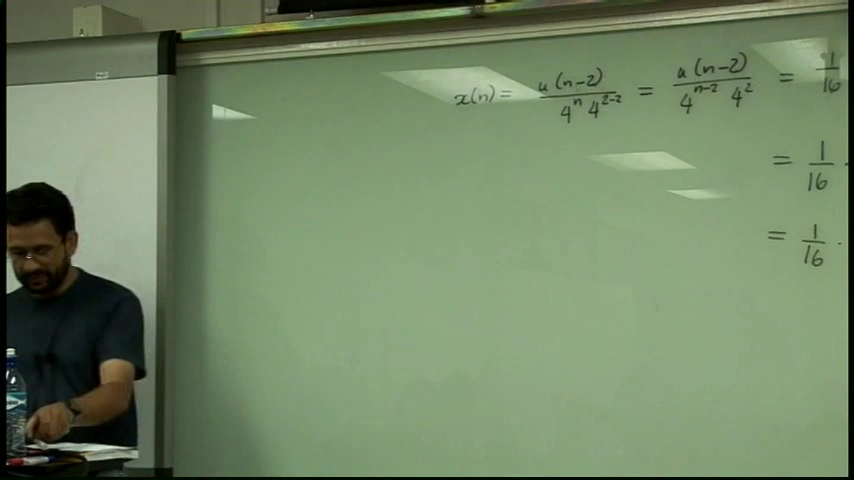 x(n) = u(n-2) / 4^n 4^{2-2} = u(n-2) / 4^{n-2} 4^2 = 1/16
= 1/16 ·
= 1/16 ·